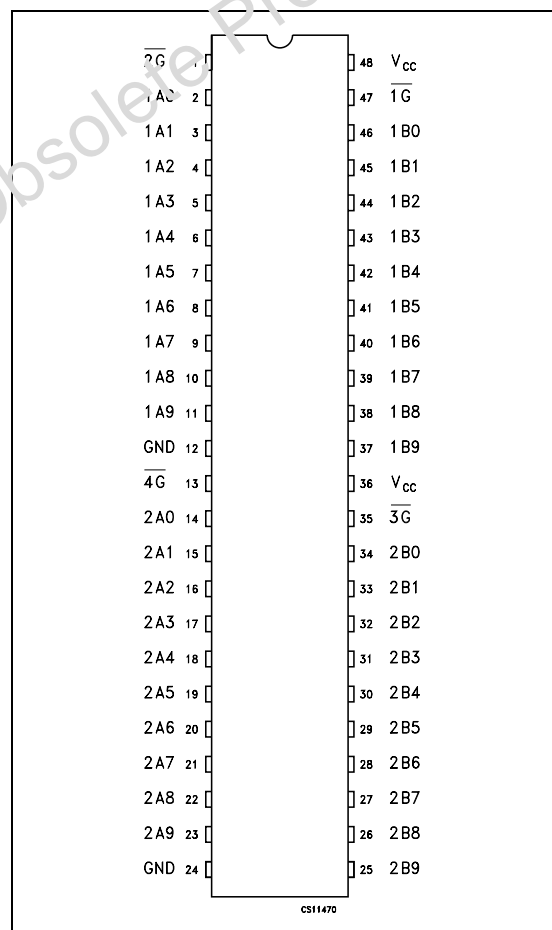 Obsolete Pro
2G 1 48 Vcc
1A0 2 47 1G
1A1 3 46 1B0
1A2 4 45 1B1
1A3 5 44 1B2
1A4 6 43 1B3
1A5 7 42 1B4
1A6 8 41 1B5
1A7 9 40 1B6
1A8 10 39 1B7
1A9 11 38 1B8
GND 12 37 1B9
4G 13 36 Vcc
2A0 14 35 3G
2A1 15 34 2B0
2A2 16 33 2B1
2A3 17 32 2B2
2A4 18 31 2B3
2A5 19 30 2B4
2A6 20 29 2B5
2A7 21 28 2B6
2A8 22 27 2B7
2A9 23 26 2B8
GND 24 25 2B9
CS11470